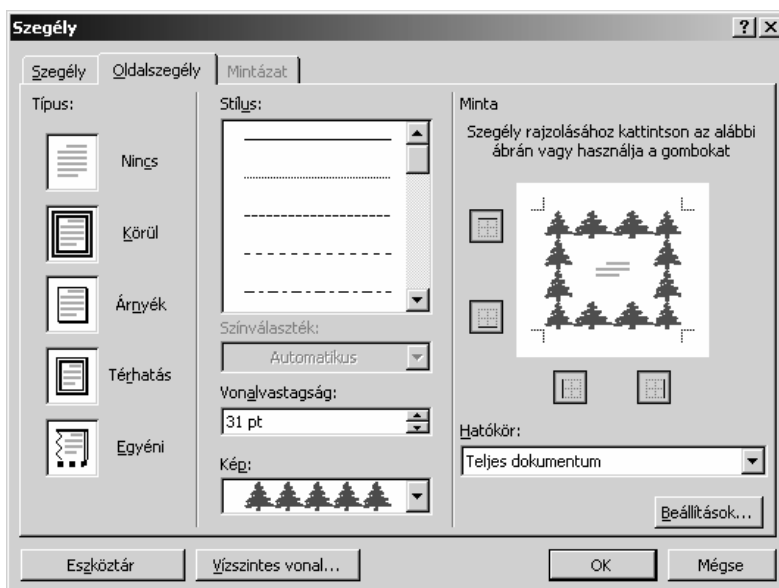 Szegély
Szegély Oldalszegély Mintázat
Típus:
Nincs
Körül
Árnyék
Térhatás
Egyéni
Stílus:
Színválaszték:
Automatikus
Vonalvastagság:
31 pt
Kép:
Minta
Szegély rajzolásához kattintson az alábbi
ábrán vagy használja a gombokat
Hatókör:
Teljes dokumentum
Beállítások...
Eszköztár Vízszintes vonal... OK Mégse